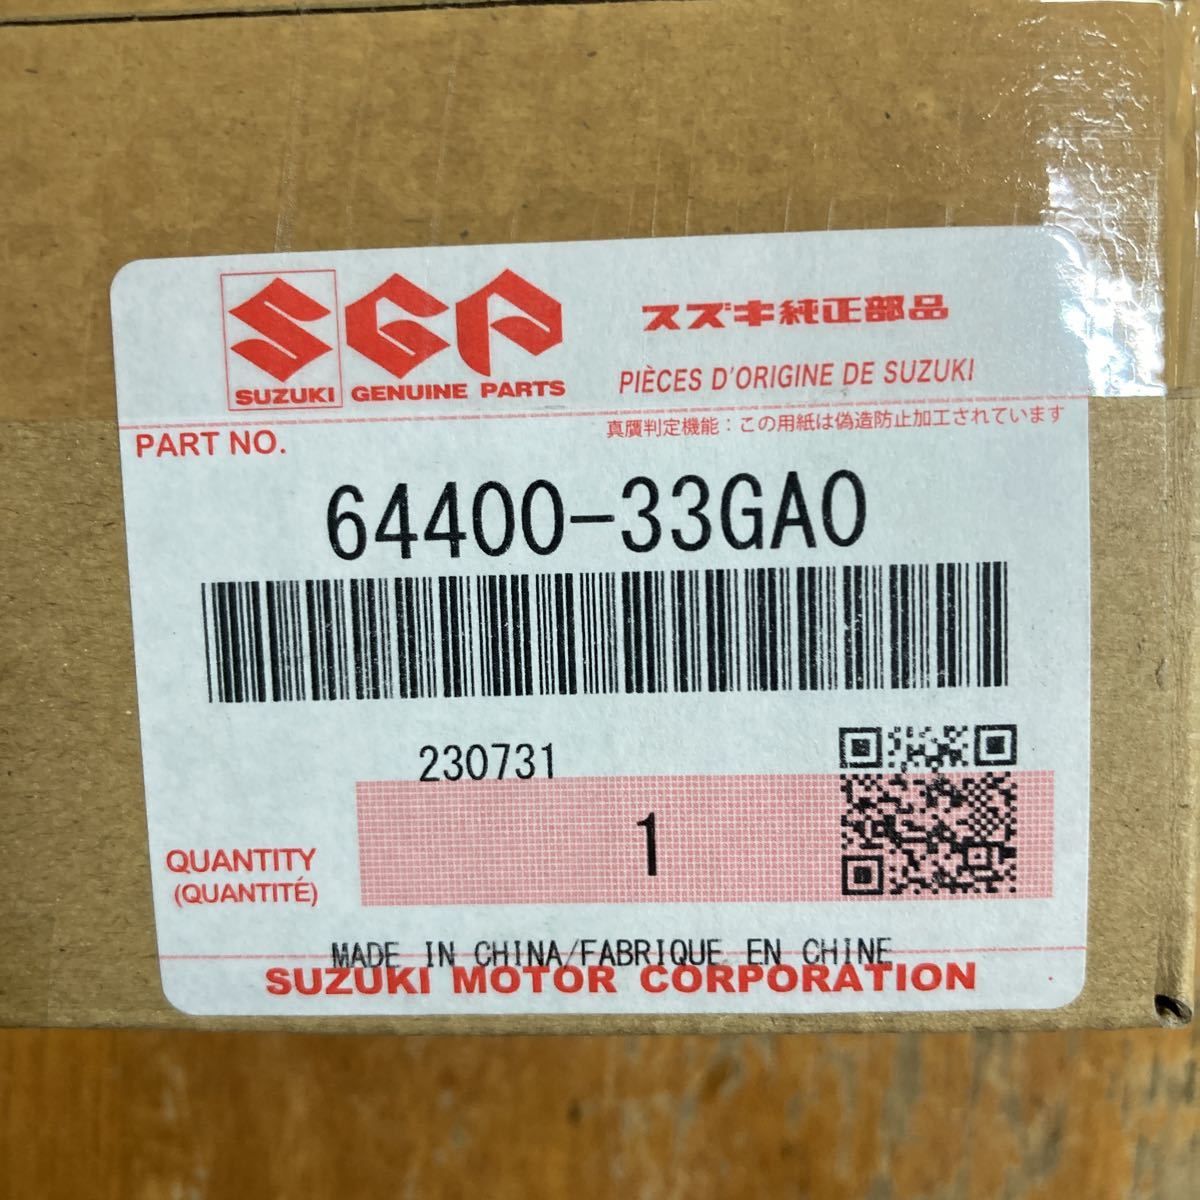 SGP スズキ純正部品
SUZUKI GENUINE PARTS PIÈCES D'ORIGINE DE SUZUKI
真贋判定機能：この用紙は偽造防止加工されています
PART NO.
64400-33GA0
230731
1
QUANTITY
(QUANTITÉ)
MADE IN CHINA/FABRIQUE EN CHINE
SUZUKI MOTOR CORPORATION